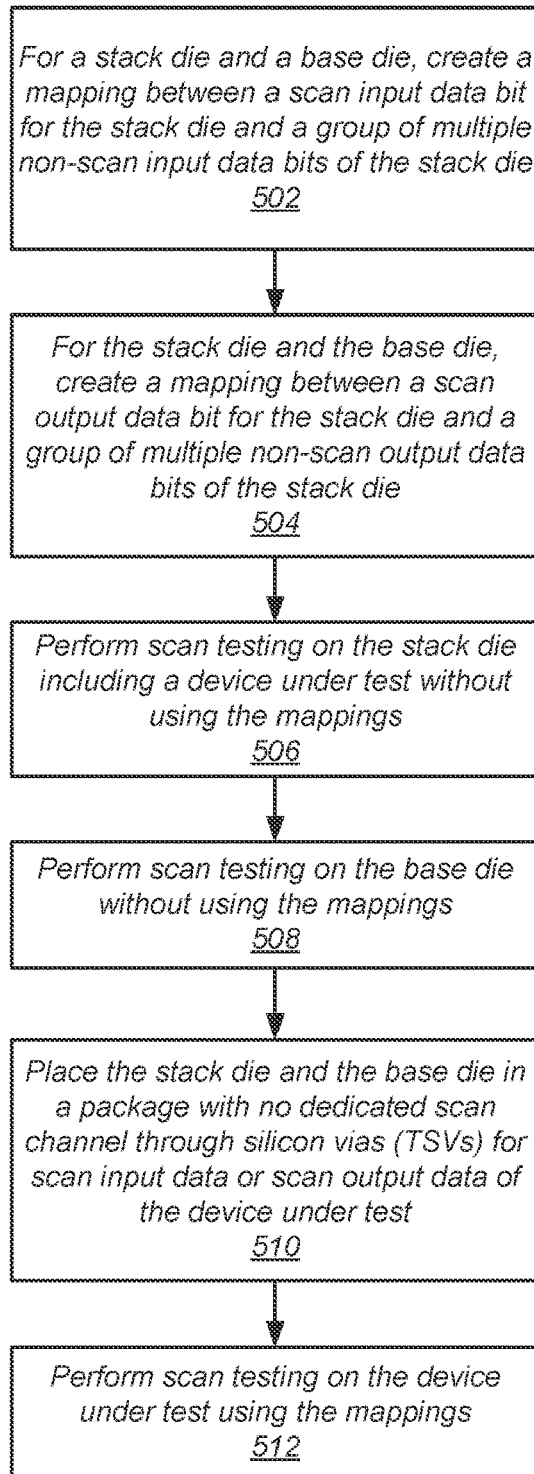 For a stack die and a base die, create a
mapping between a scan input data bit
for the stack die and a group of multiple
non-scan input data bits of the stack die
502
For the stack die and the base die,
create a mapping between a scan
output data bit for the stack die and a
group of multiple non-scan output data
bits of the stack die
504
Perform scan testing on the stack die
including a device under test without
using the mappings
506
Perform scan testing on the base die
without using the mappings
508
Place the stack die and the base die in
a package with no dedicated scan
channel through silicon vias (TSVs) for
scan input data or scan output data of
the device under test
510
Perform scan testing on the device
under test using the mappings
512